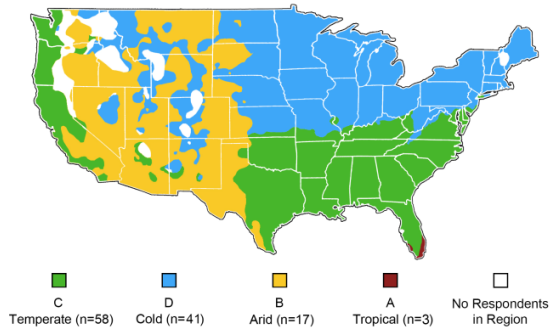 C
Temperate (n=58)
D
Cold (n=41)
B
Arid (n=17)
A
Tropical (n=3)
No Respondents
in Region